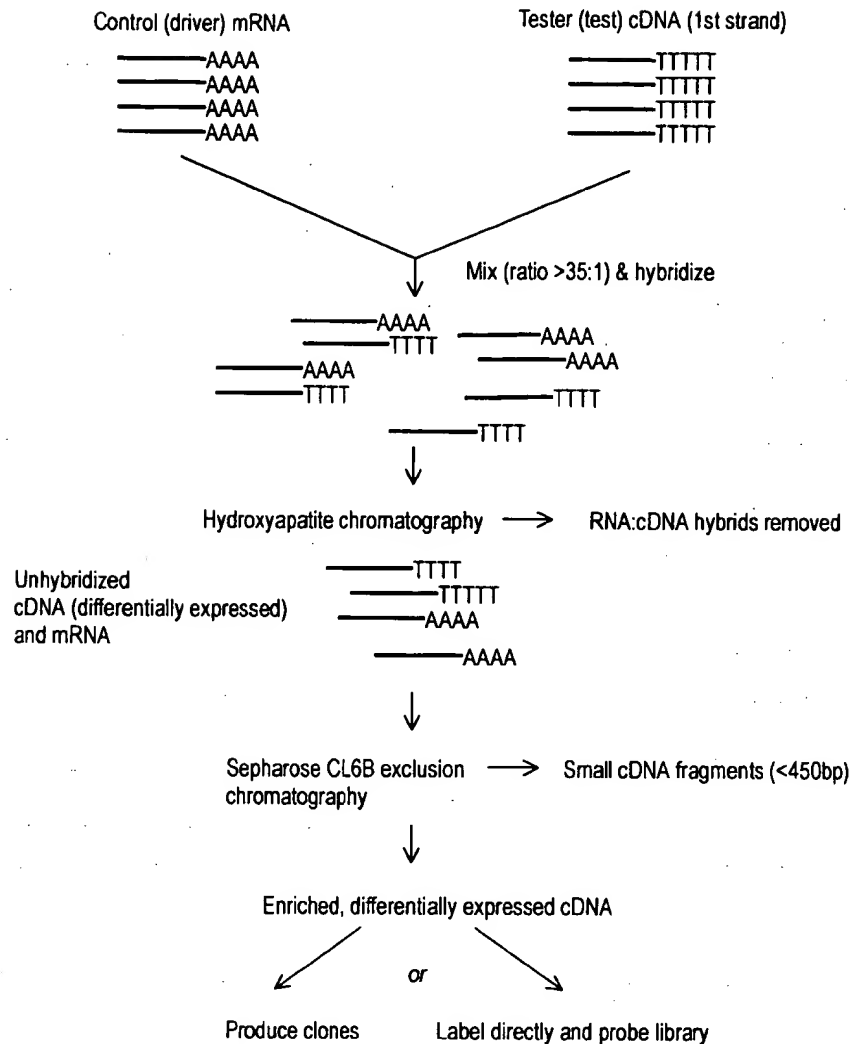 Control (driver) mRNA
Tester (test) cDNA (1st strand)
AAAA
AAAA
AAAA
AAAA
TTTTT
TTTTT
TTTTT
TTTTT
Mix (ratio >35:1) & hybridize
AAAA
TTTT
AAAA
AAAA
AAAA
TTTT
TTTT
TTTT
Hydroxyapatite chromatography
RNA:cDNA hybrids removed
Unhybridized
cDNA (differentially expressed)
and mRNA
TTTT
TTTTT
AAAA
AAAA
Sepharose CL6B exclusion
chromatography
Small cDNA fragments (<450bp)
Enriched, differentially expressed cDNA
or
Produce clones
Label directly and probe library